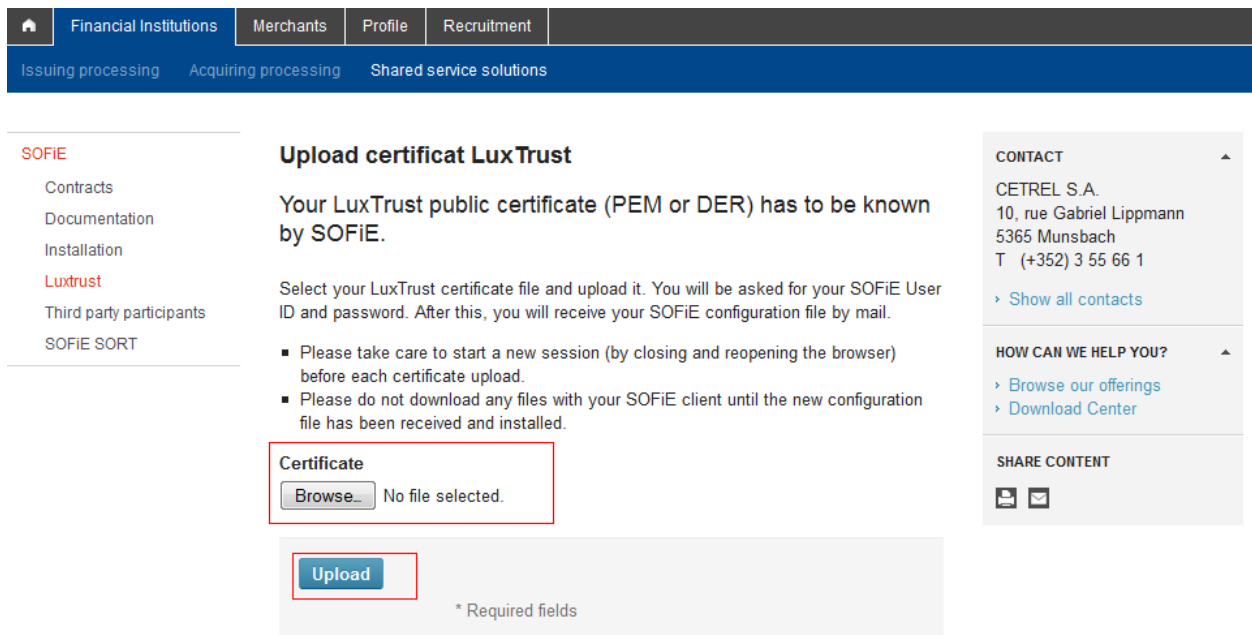 Financial Institutions Merchants Profile Recruitment
Issuing processing Acquiring processing Shared service solutions
SOFiE
Contracts
Documentation
Installation
Luxtrust
Third party participants
SOFiE SORT
Upload certificat LuxTrust
Your LuxTrust public certificate (PEM or DER) has to be known
by SOFiE.
Select your LuxTrust certificate file and upload it. You will be asked for your SOFiE User
ID and password. After this, you will receive your SOFiE configuration file by mail.
Please take care to start a new session (by closing and reopening the browser)
before each certificate upload.
Please do not download any files with your SOFiE client until the new configuration
file has been received and installed.
Certificate
Browse… No file selected.
Upload
* Required fields
CONTACT
CETREL S.A.
10, rue Gabriel Lippmann
5365 Munsbach
T (+352) 3 55 66 1
Show all contacts
HOW CAN WE HELP YOU?
Browse our offerings
Download Center
SHARE CONTENT